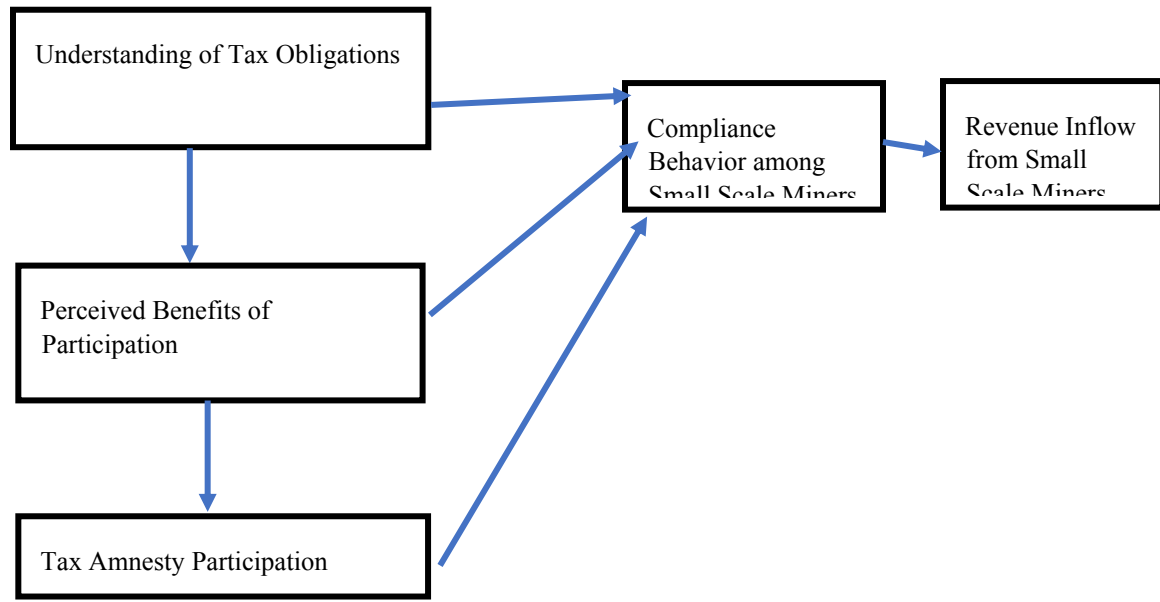 Understanding of Tax Obligations
Compliance
Behavior among
Small Scale Miners
Revenue Inflow
from Small
Scale Miners
Perceived Benefits of
Participation
Tax Amnesty Participation